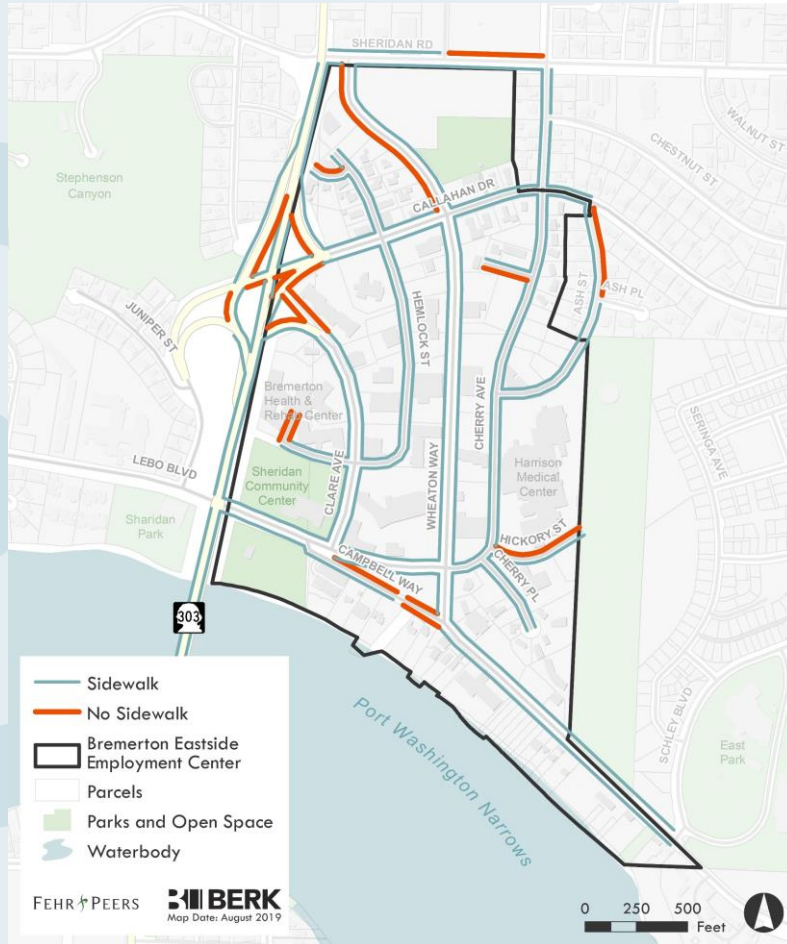 SHERIDAN RD
WALNUT ST
CHESTNUT ST
Stephenson
Canyon
CALLAHAN DR
JUNIPER ST
HEMLOCK ST
ASH ST
ASH PL
Bremerton
Health &
Rehab Center
CHERRY AVE
SERINGA AVE
LEBO BLVD
Sheridan
Community
Center
CLARE AVE
WHEATON WAY
Harrison
Medical
Center
Sharidan
Park
HICKORY ST
CAMPBELL WAY
CHERRY PL
303
Sidewalk
No Sidewalk
Bremerton Eastside
Employment Center
Parcels
Parks and Open Space
Waterbody
Port Washington Narrows
SCHLEY BLVD
East
Park
FEHR PEERS
BERK
Map Date: August 2019
0 250 500
Feet